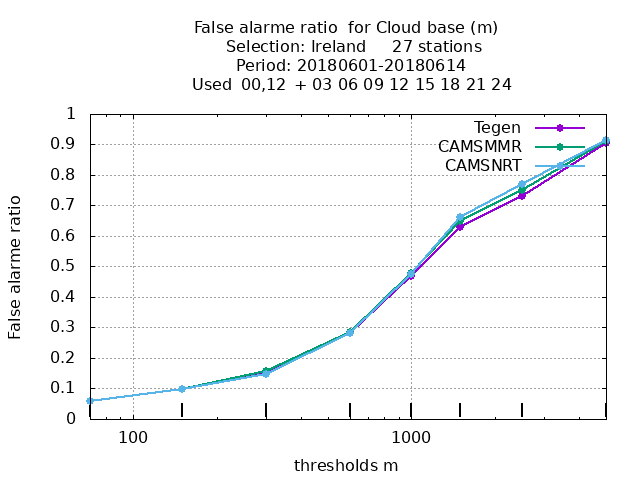 False alarme ratio  for Cloud base (m)
Selection: Ireland     27 stations
Period: 20180601-20180614
Used  00,12  + 03 06 09 12 15 18 21 24
Tegen
CAMSMMR
CAMSNRT
1
0.9
0.8
0.7
0.6
0.5
0.4
0.3
0.2
0.1
0
False alarme ratio
100
1000
thresholds m